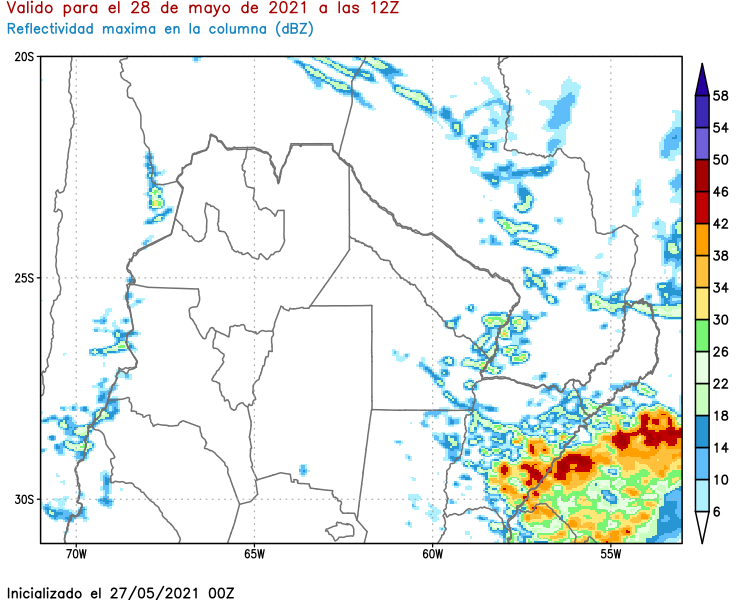 Valido para el 28 de mayo de 2021 a las 12Z
Reflectividad maxima en la columna (dBZ)
20S
25S
30S
70W
65W
60W
55W
58
54
50
46
42
38
34
30
26
22
18
14
10
6
Inicializado el 27/05/2021 00Z